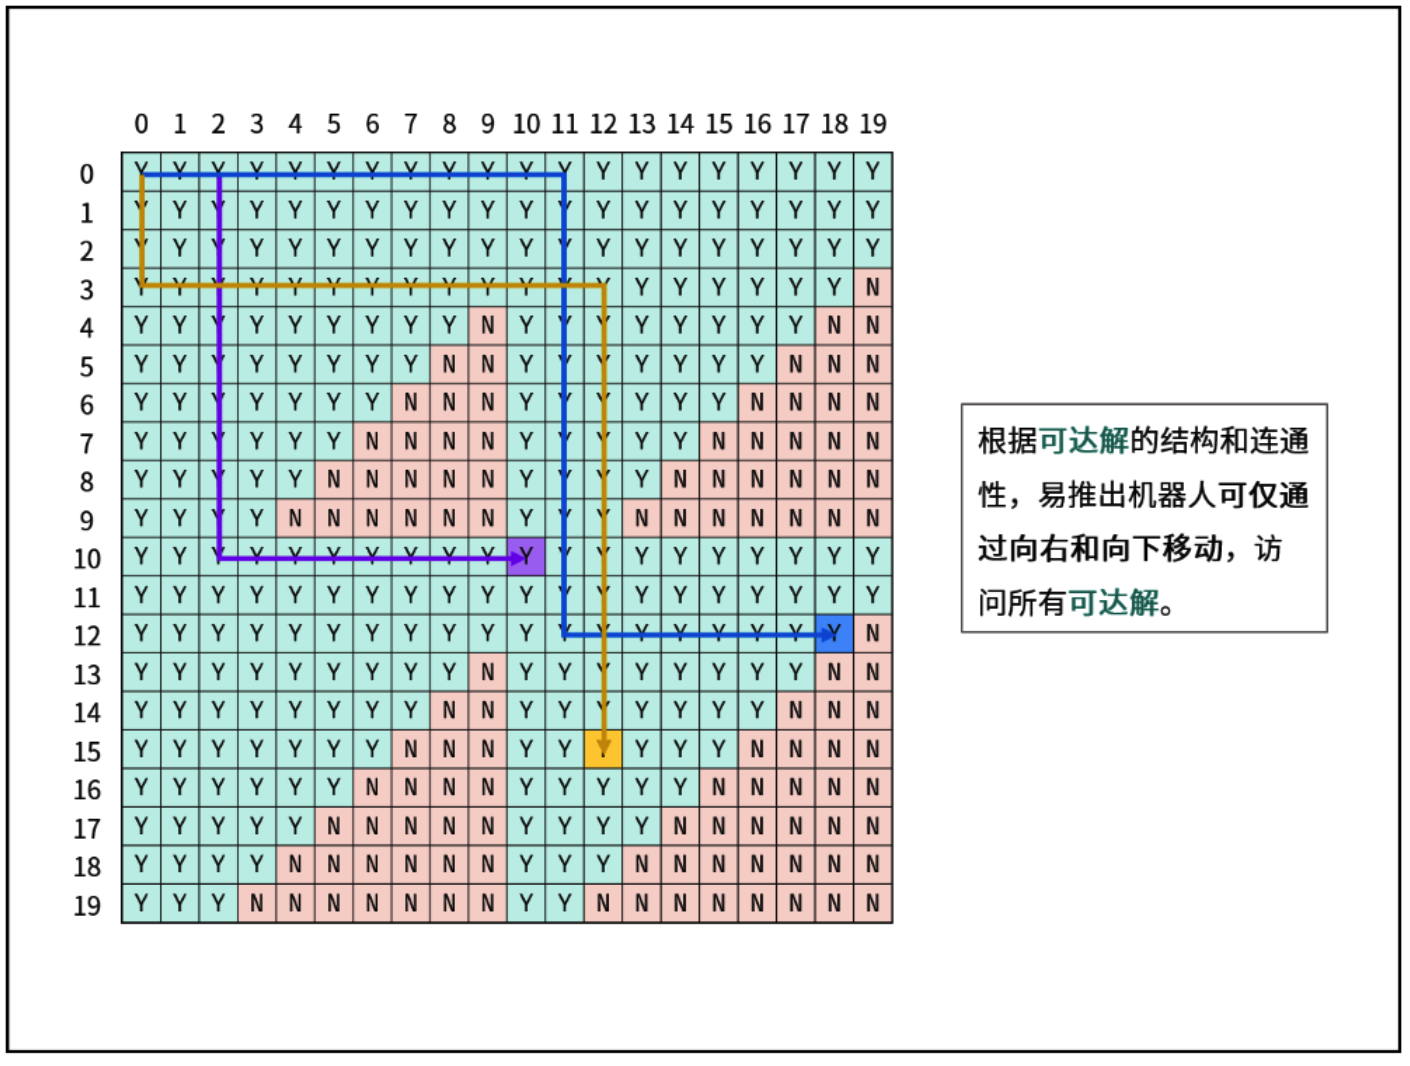 0 1 2 3 4 5 6 7 8 9 10 11 12 13 14 15 16 17 18 19
0 Y Y Y Y Y Y Y Y Y Y Y Y Y Y Y Y Y Y Y Y
1 Y Y Y Y Y Y Y Y Y Y Y Y Y Y Y Y Y Y Y Y
2 Y Y Y Y Y Y Y Y Y Y Y Y Y Y Y Y Y Y Y Y
3 Y Y Y Y Y Y Y Y Y Y Y Y Y Y Y Y Y Y Y N
4 Y Y Y Y Y Y Y Y Y N Y Y Y Y Y Y Y Y N N
5 Y Y Y Y Y Y Y Y N N Y Y Y Y Y Y Y N N N
6 Y Y Y Y Y Y Y N N N Y Y Y Y Y Y N N N N
7 Y Y Y Y Y Y N N N N Y Y Y Y Y N N N N N
8 Y Y Y Y Y N N N N N Y Y Y Y N N N N N N
9 Y Y Y Y N N N N N N Y Y Y N N N N N N N
10 Y Y Y Y Y Y Y Y Y Y Y Y Y Y Y Y Y Y Y Y
11 Y Y Y Y Y Y Y Y Y Y Y Y Y Y Y Y Y Y Y Y
12 Y Y Y Y Y Y Y Y Y Y Y Y Y Y Y Y Y Y Y N
13 Y Y Y Y Y Y Y Y Y N Y Y Y Y Y Y Y Y N N
14 Y Y Y Y Y Y Y Y N N Y Y Y Y Y Y Y N N N
15 Y Y Y Y Y Y Y N N N Y Y Y Y Y Y N N N N
16 Y Y Y Y Y Y N N N N Y Y Y Y Y N N N N N
17 Y Y Y Y Y N N N N N Y Y Y Y N N N N N N
18 Y Y Y Y N N N N N N Y Y Y N N N N N N N
19 Y Y Y N N N N N N N Y Y N N N N N N N N
根据可达解的结构和连通
性，易推出机器人可仅通
过向右和向下移动，访
问所有可达解。